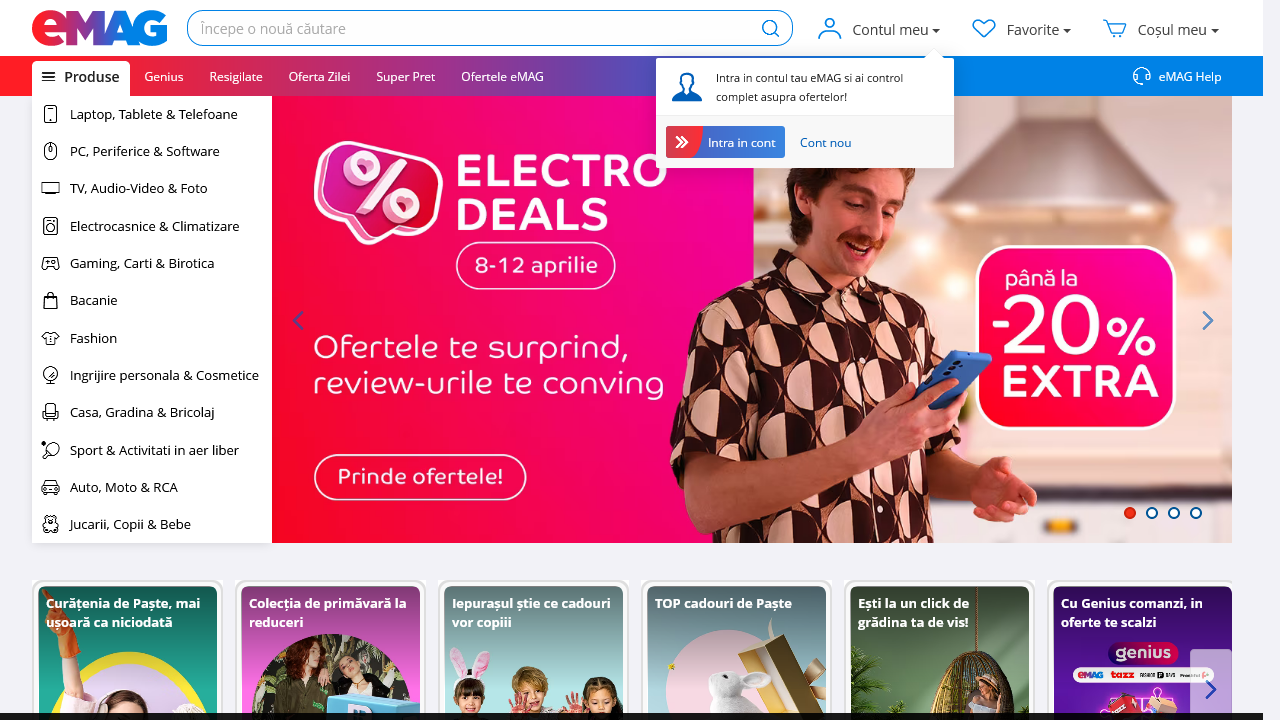 eMAG
Începe o nouă căutare
Contul meu
Favorite
Coșul meu
Produse
Genius
Resigilate
Oferta Zilei
Super Pret
Ofertele eMAG
eMAG Help
Intra in contul tau eMAG si ai control
complet asupra ofertelor!
Intra in cont
Cont nou
Laptop, Tablete & Telefoane
PC, Periferice & Software
TV, Audio-Video & Foto
Electrocasnice & Climatizare
Gaming, Carti & Birotica
Bacanie
Fashion
Ingrijire personala & Cosmetice
Casa, Gradina & Bricolaj
Sport & Activitati in aer liber
Auto, Moto & RCA
Jucarii, Copii & Bebe
%
ELECTRO
DEALS
8-12 aprilie
Ofertele te surprind,
review-urile te conving
Prinde ofertele!
până la
-20%
EXTRA
Curățenia de Paște, mai
ușoară ca niciodată
Colecția de primăvară la
reduceri
Iepurașul știe ce cadouri
vor copiii
TOP cadouri de Paște
Ești la un click de
grădina ta de vis!
Cu Genius comanzi, in
oferte te scalzi
genius
eMAG tazz FASHION DAYS